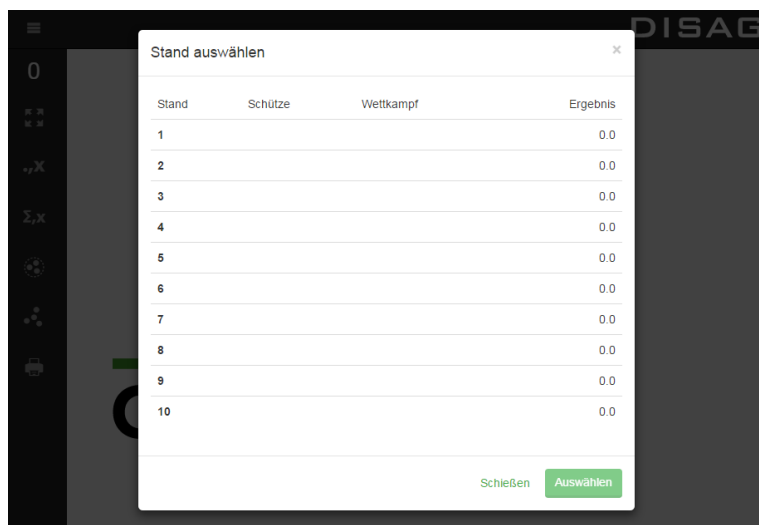 DISAG
Stand auswählen ×
0
Stand Schütze Wettkampf Ergebnis
1 0.0
2 0.0
.,x
3 0.0
Σ,x
4 0.0
5 0.0
6 0.0
7 0.0
8 0.0
9 0.0
10 0.0
Schießen Auswählen